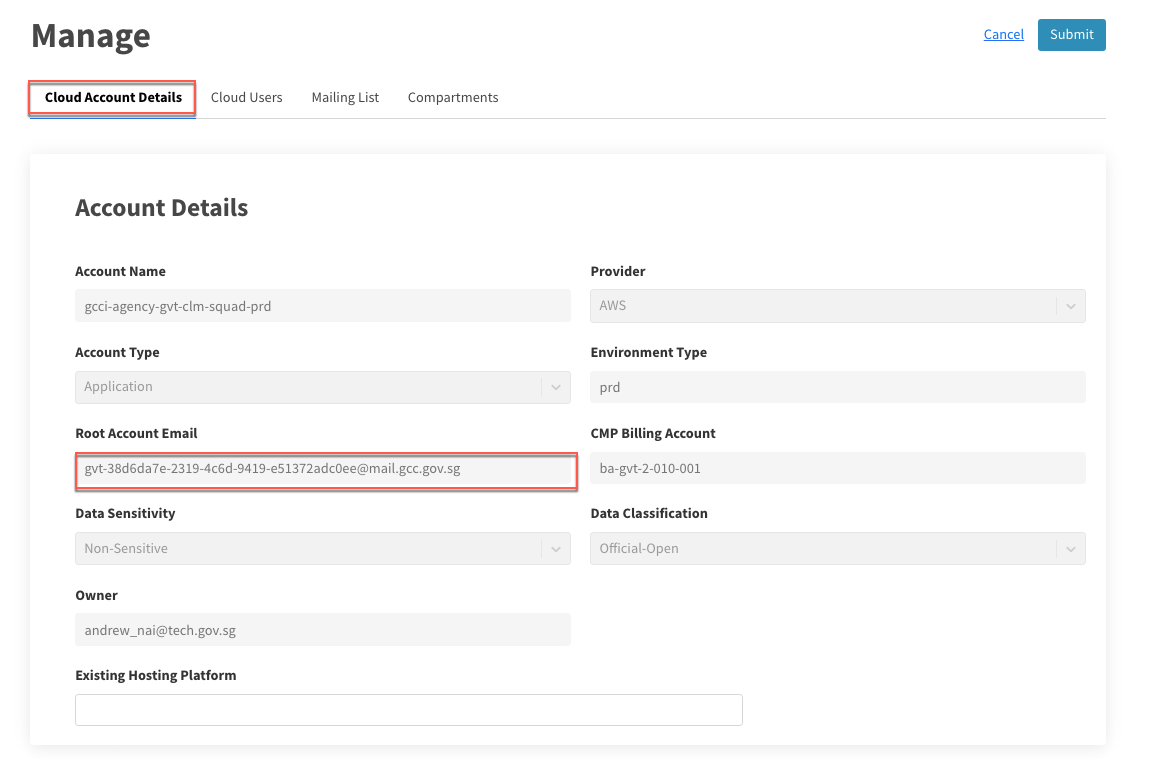 Manage
Cancel
Submit
Cloud Account Details
Cloud Users
Mailing List
Compartments
Account Details
Account Name
Provider
gcci-agency-gvt-clm-squad-prd
AWS
Account Type
Environment Type
Application
prd
Root Account Email
CMP Billing Account
gvt-38d6da7e-2319-4c6d-9419-e51372adc0ee@mail.gcc.gov.sg
ba-gvt-2-010-001
Data Sensitivity
Data Classification
Non-Sensitive
Official-Open
Owner
andrew_nai@tech.gov.sg
Existing Hosting Platform